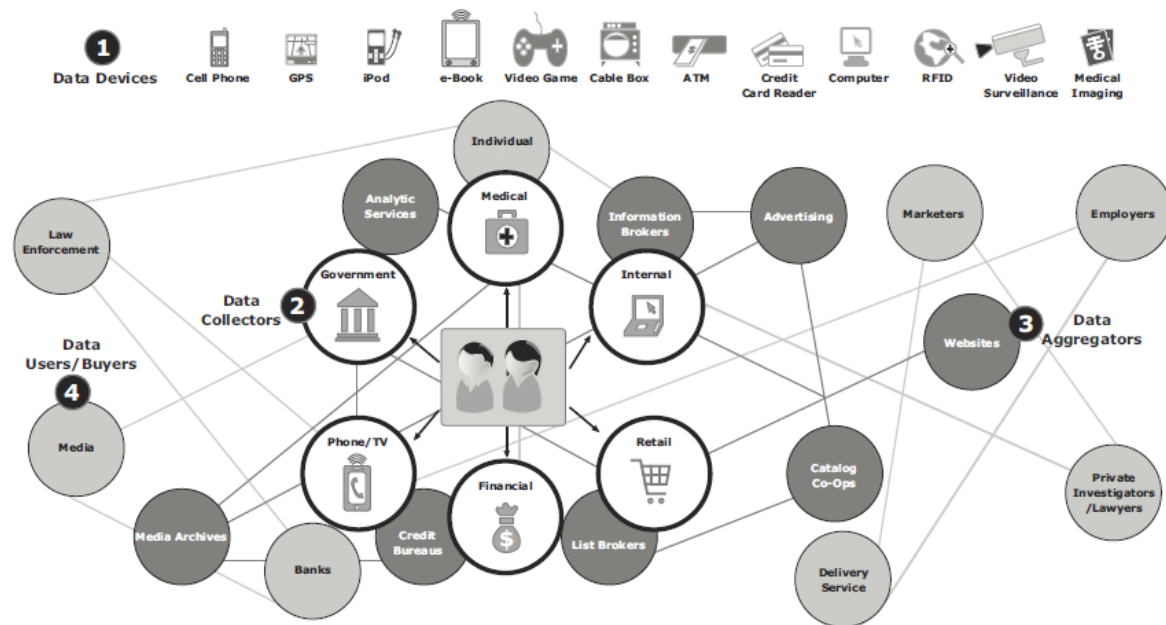 1
Data Devices
Cell Phone
GPS
iPod
e-Book
Video Game
Cable Box
ATM
Credit
Card Reader
Computer
RFID
Video
Surveillance
Medical
Imaging
Individual
Analytic
Services
Medical
Information
Brokers
Advertising
Marketers
Employers
Law
Enforcement
Government
Internal
Data
Collectors
2
Websites
3
Data
Aggregators
Data
Users/Buyers
4
Media
Phone/TV
Financial
$
Retail
Catalog
Co-Ops
Private
Investigators
/Lawyers
Media Archives
Banks
Credit
Bureaus
List Brokers
Delivery
Service